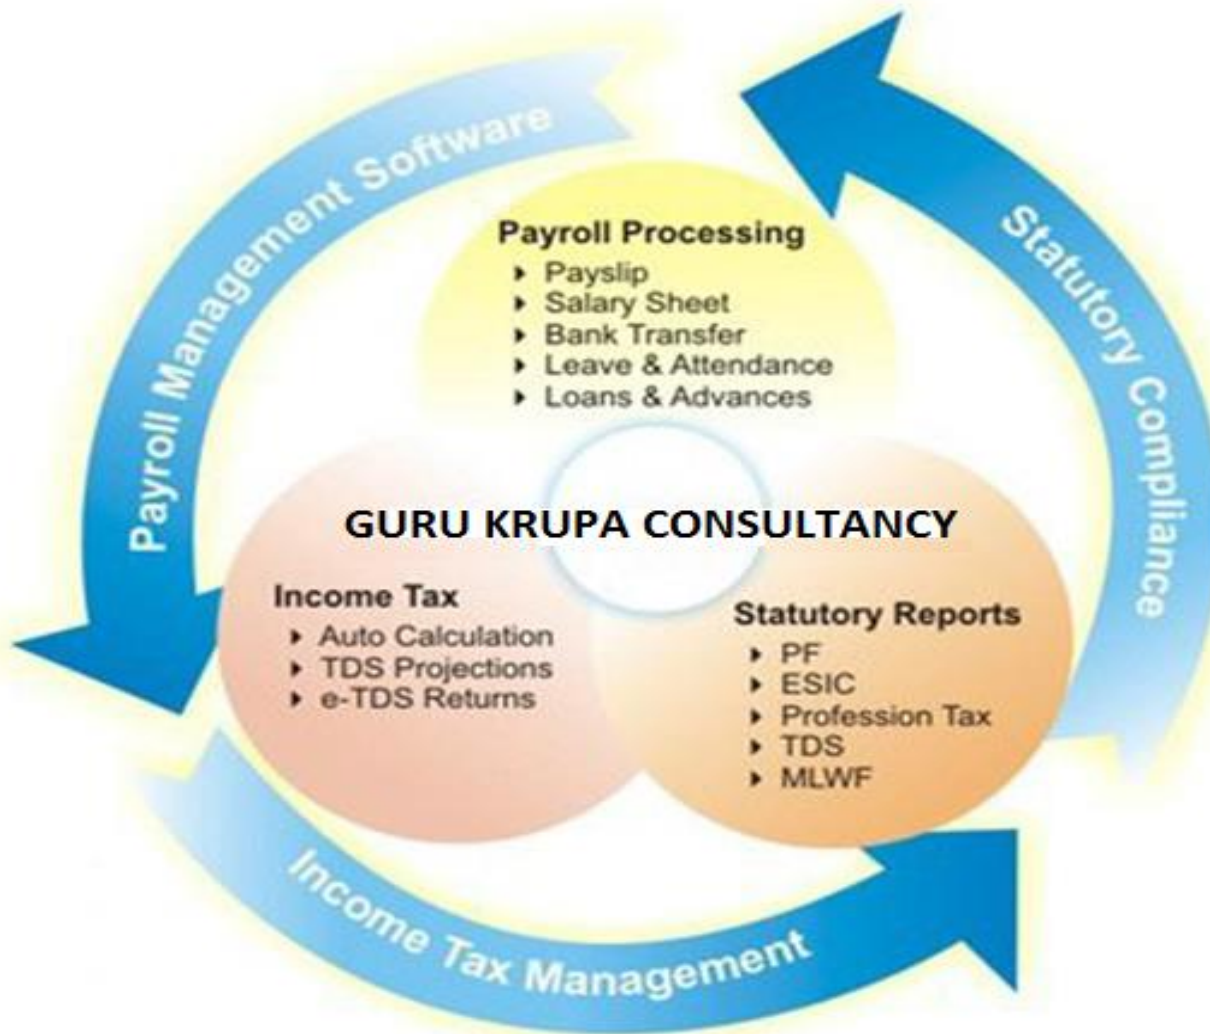 Payroll Management Software
Statutory Compliance
Payroll Processing
Payslip
Salary Sheet
Bank Transfer
Leave & Attendance
Loans & Advances
GURU KRUPA CONSULTANCY
Income Tax
Auto Calculation
TDS Projections
e-TDS Returns
Statutory Reports
PF
ESIC
Profession Tax
TDS
MLWF
Income Tax Management